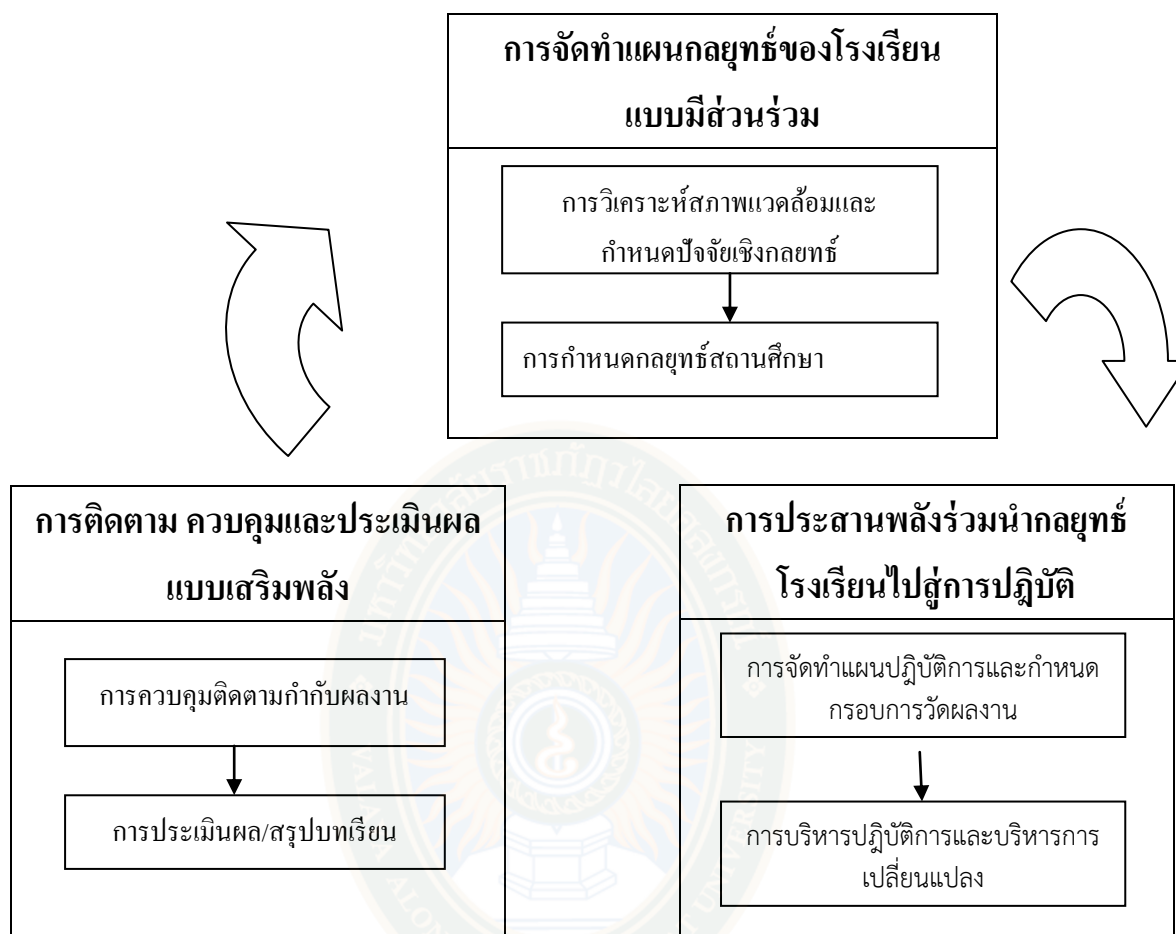 การจัดทำแผนกลยุทธ์ของโรงเรียน
แบบมีส่วนร่วม
การวิเคราะห์สภาพแวดล้อมและ
กำหนดปัจจัยเชิงกลยทธ์
การกำหนดกลยุทธ์สถานศึกษา
การติดตาม ควบคุมและประเมินผล
แบบเสริมพลัง
การควบคุมติดตามกำกับผลงาน
การประเมินผล/สรุปบทเรียน
การประสานพลังร่วมนำกลยุทธ์
โรงเรียนไปสู่การปฎิบัติ
การจัดทำแผนปฎิบัติการและกำหนด
กรอบการวัดผลงาน
การบริหารปฎิบัติการและบริหารการ
เปลี่ยนแปลง